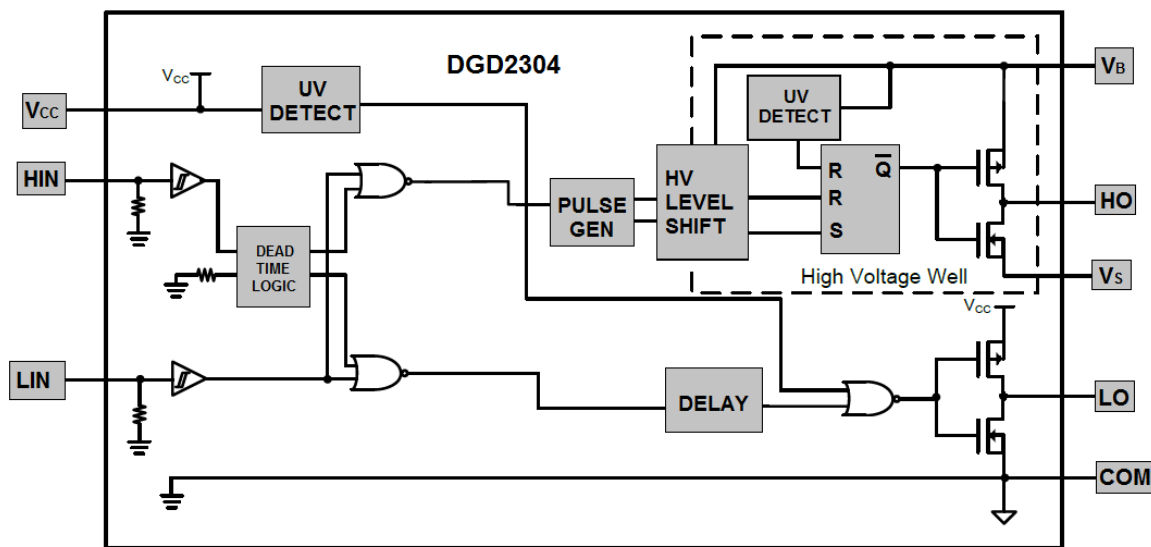 DGD2304
VCC
VCC
UV
DETECT
UV
DETECT
VB
HIN
HV
LEVEL
SHIFT
R
Q
R
S
PULSE
GEN
HO
DEAD
TIME
LOGIC
High Voltage Well
VS
VCC
LIN
DELAY
LO
COM